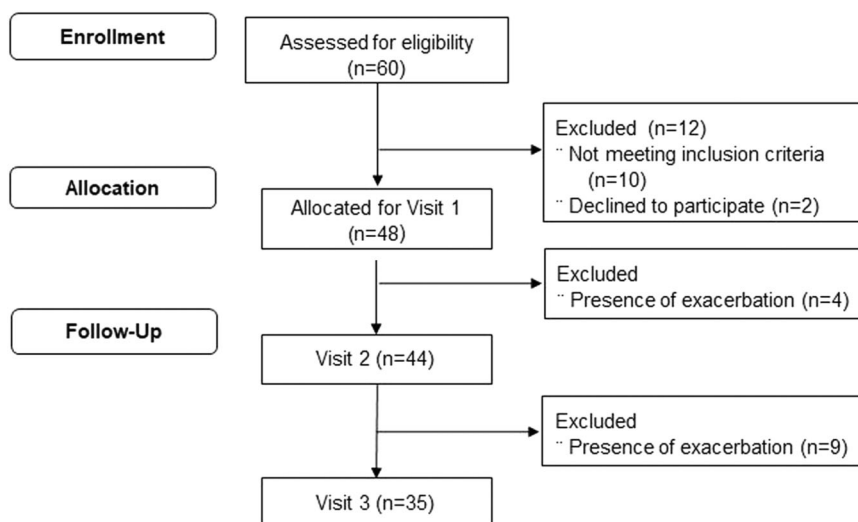 Enrollment
Assessed for eligibility
(n=60)
Excluded (n=12)
¨ Not meeting inclusion criteria
(n=10)
¨ Declined to participate (n=2)
Allocation
Allocated for Visit 1
(n=48)
Excluded
¨ Presence of exacerbation (n=4)
Follow-Up
Visit 2 (n=44)
Excluded
¨ Presence of exacerbation (n=9)
Visit 3 (n=35)